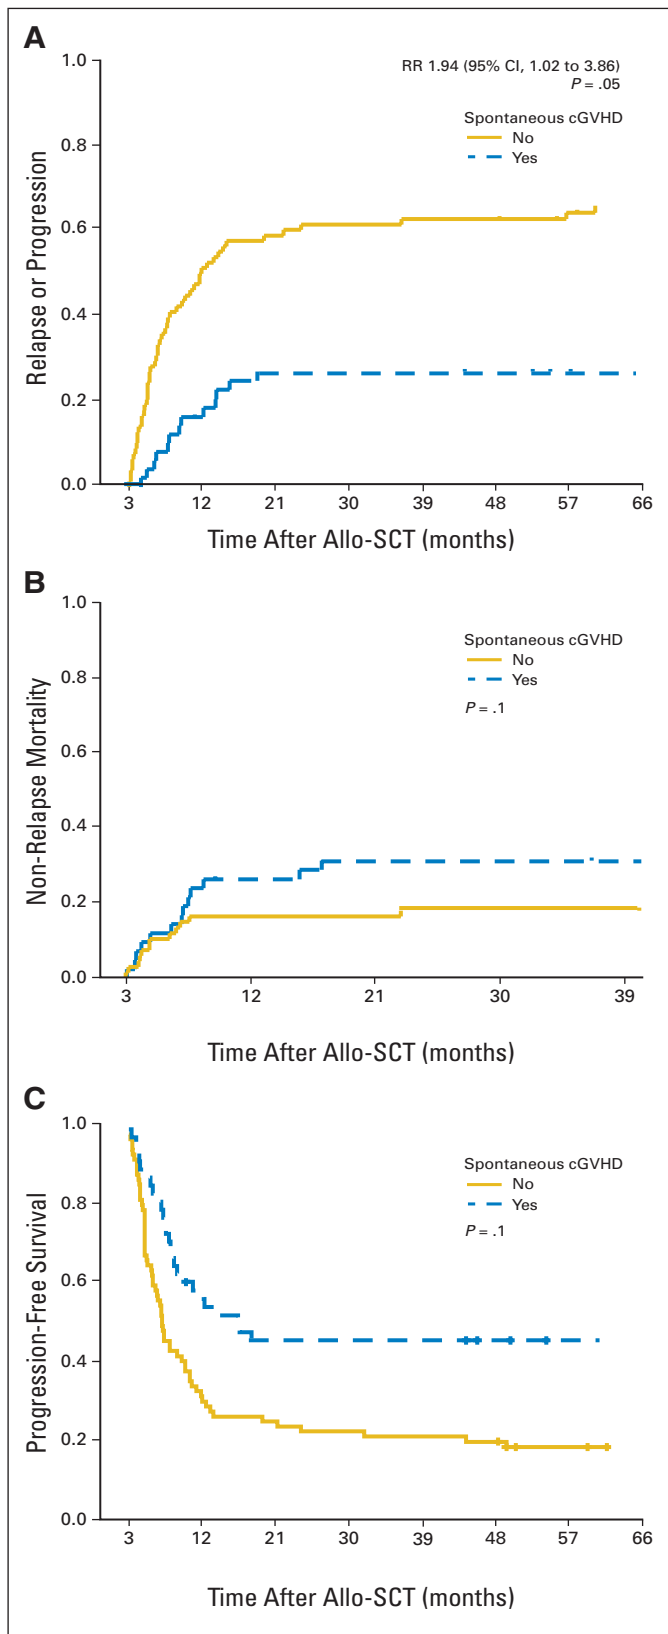 A
RR 1.94 (95% CI, 1.02 to 3.86)
P = .05
Spontaneous cGVHD
No
Yes
Relapse or Progression
1.0
0.8
0.6
0.4
0.2
0.0
3 12 21 30 39 48 57 66
Time After Allo-SCT (months)
B
Spontaneous cGVHD
No
Yes
P = .1
Non-Relapse Mortality
1.0
0.8
0.6
0.4
0.2
0.0
3 12 21 30 39
Time After Allo-SCT (months)
C
Spontaneous cGVHD
No
Yes
P = .1
Progression-Free Survival
1.0
0.8
0.6
0.4
0.2
0.0
3 12 21 30 39 48 57 66
Time After Allo-SCT (months)